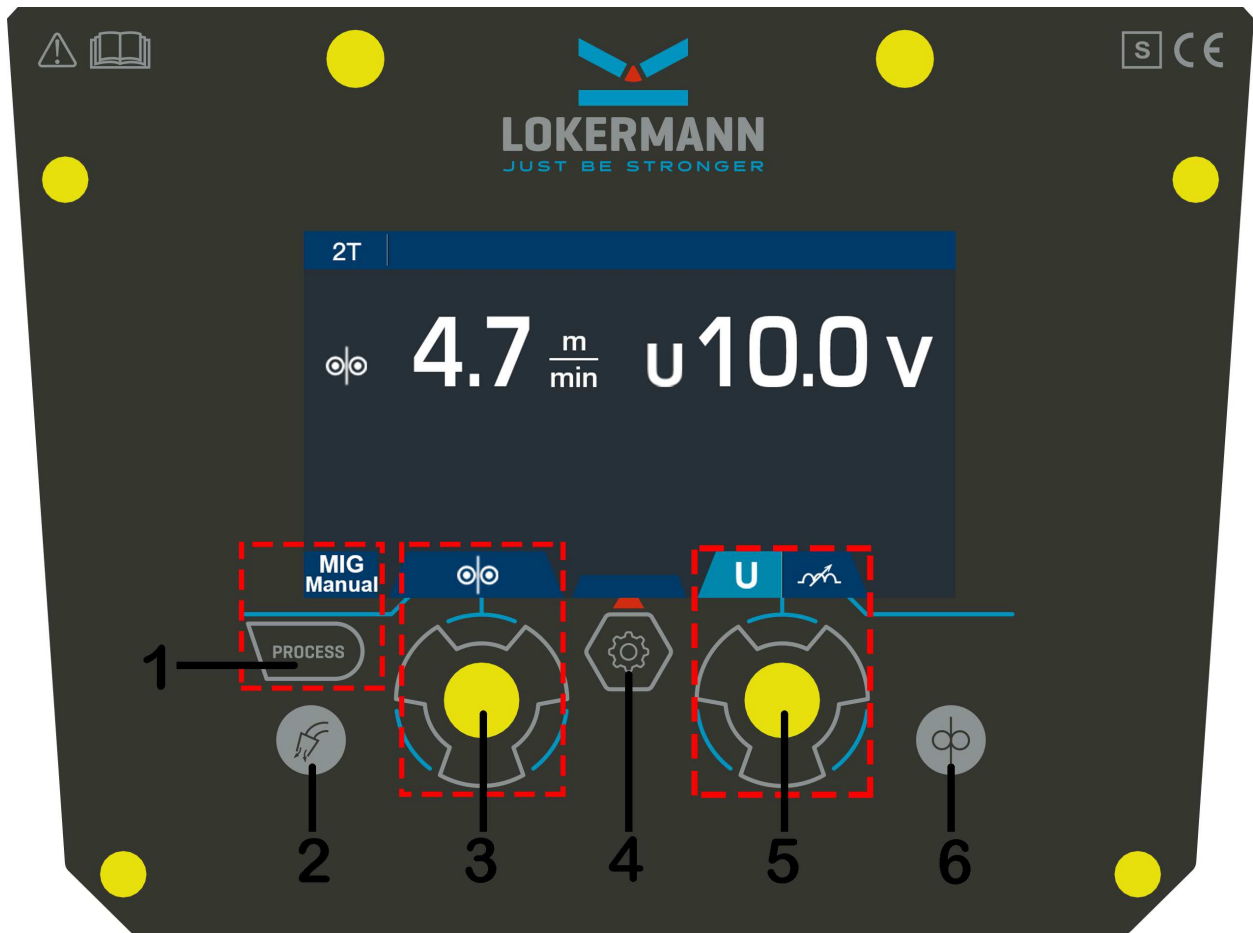 S CE
LOKERMANN
JUST BE STRONGER
2T
4.7 m/min U 10.0 V
MIG
Manual
U
PROCESS
1
2
3
4
5
6